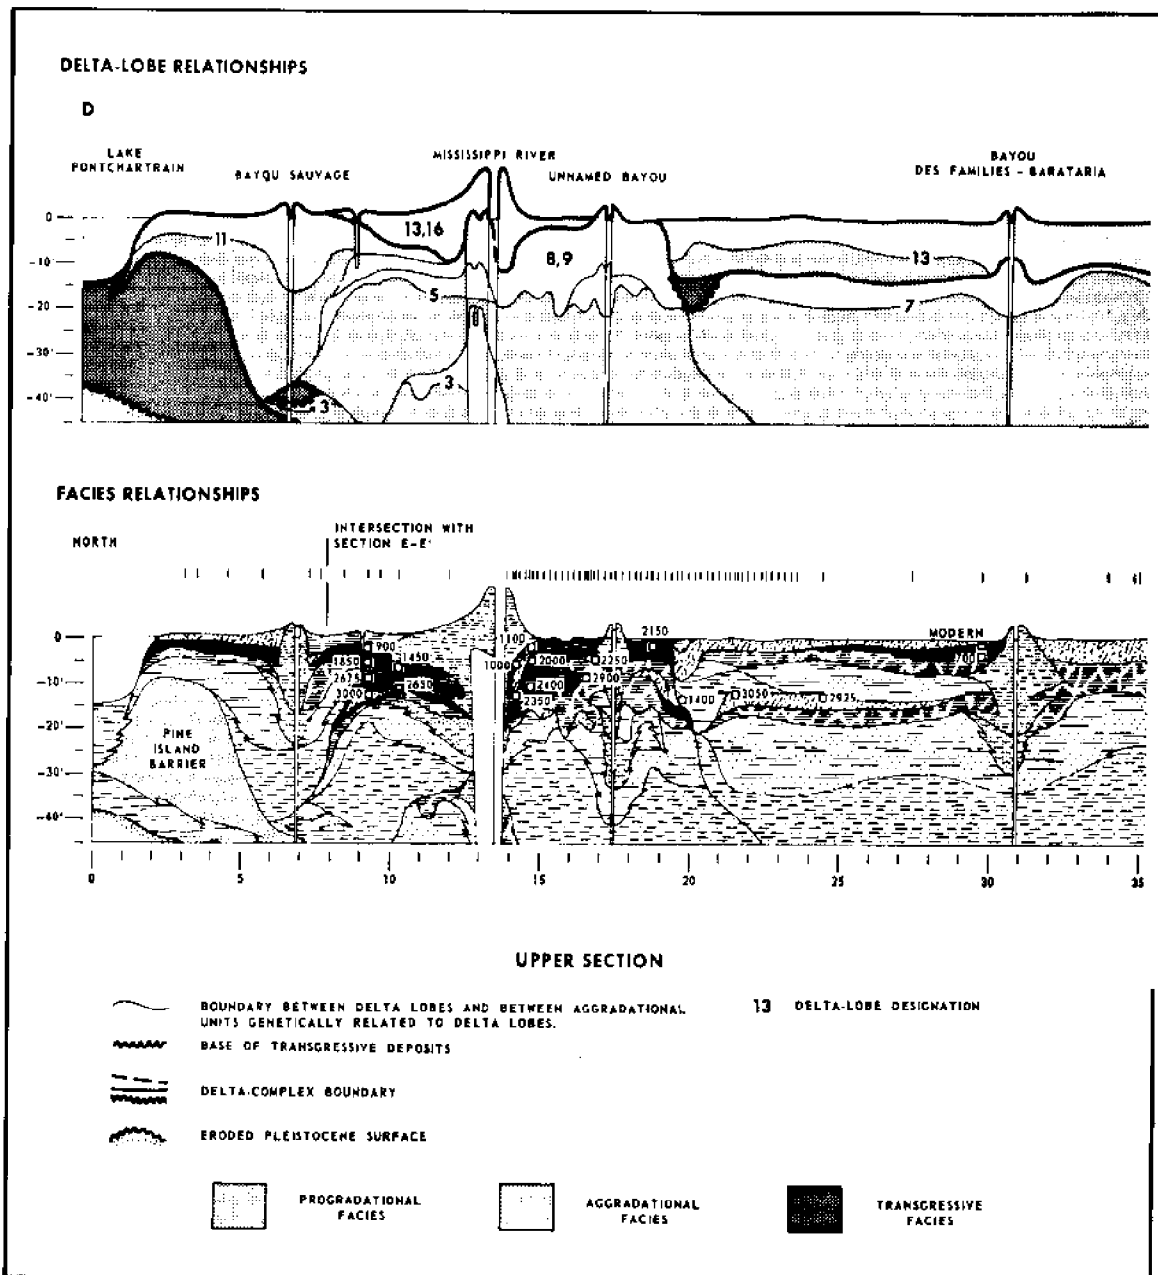 DELTA-LOBE RELATIONSHIPS
D
LAKE PONTCHARTRAIN
BAYOU SAUVAGE
MISSISSIPPI RIVER
UNNAMED BAYOU
BAYOU DES FAMILIES - BARATARIA
0
-10
-20
-30'
-40'
11
13,16
8,9
5
3
3
13
7
FACIES RELATIONSHIPS
NORTH
INTERSECTION WITH
SECTION E-E'
0
-10'
-20'
-30'
-40'
PINE
ISLAND
BARRIER
900
1850
1450
2675
2650
3000
1100
1000
2000
2250
2150
2900
2400
2350
1400
3050
2925
MODERN
700
0 5 10 15 20 25 30 35
UPPER SECTION
BOUNDARY BETWEEN DELTA LOBES AND BETWEEN AGGRADATIONAL
UNITS GENETICALLY RELATED TO DELTA LOBES.
13 DELTA-LOBE DESIGNATION
BASE OF TRANSGRESSIVE DEPOSITS
DELTA-COMPLEX BOUNDARY
ERODED PLEISTOCENE SURFACE
PROGRADATIONAL
FACIES
AGGRADATIONAL
FACIES
TRANSGRESSIVE
FACIES